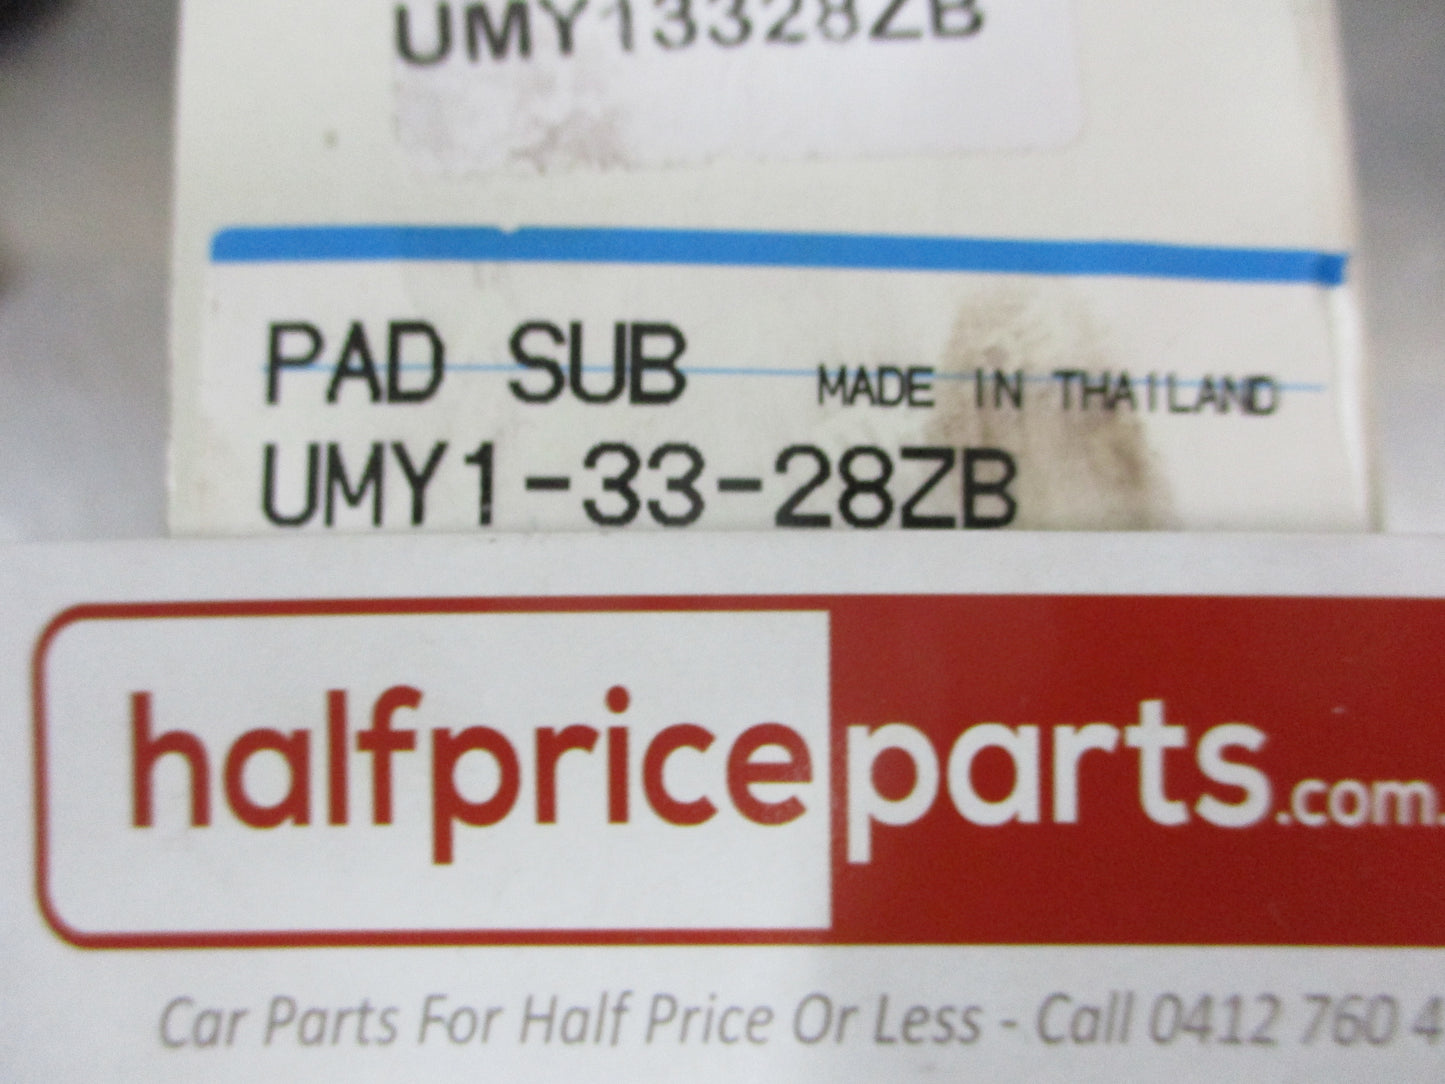 UMY13328ZB
PAD SUB MADE IN THAILAND
UMY1-33-28ZB
halfpriceparts.com.
Car Parts For Half Price Or Less - Call 0412 760 4